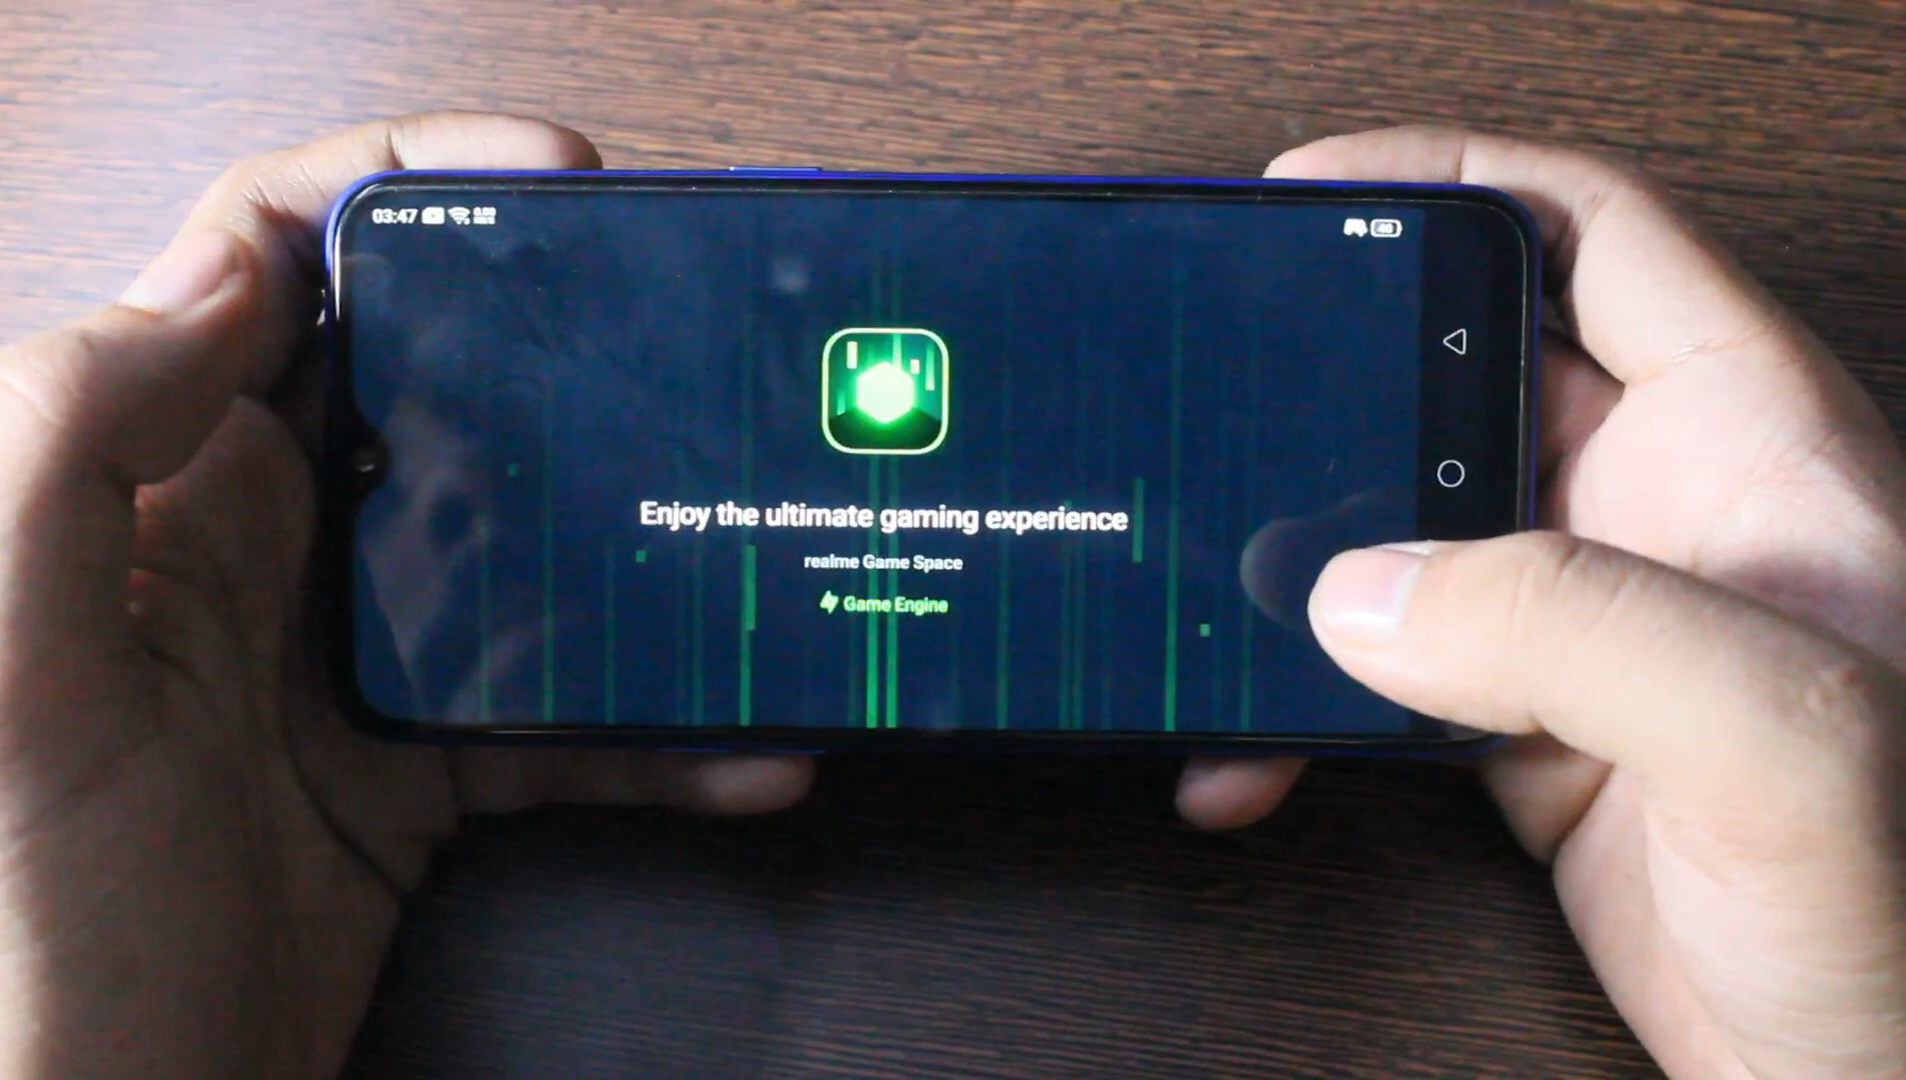 03:47
Enjoy the ultimate gaming experience
realme Game Space
Game Engine